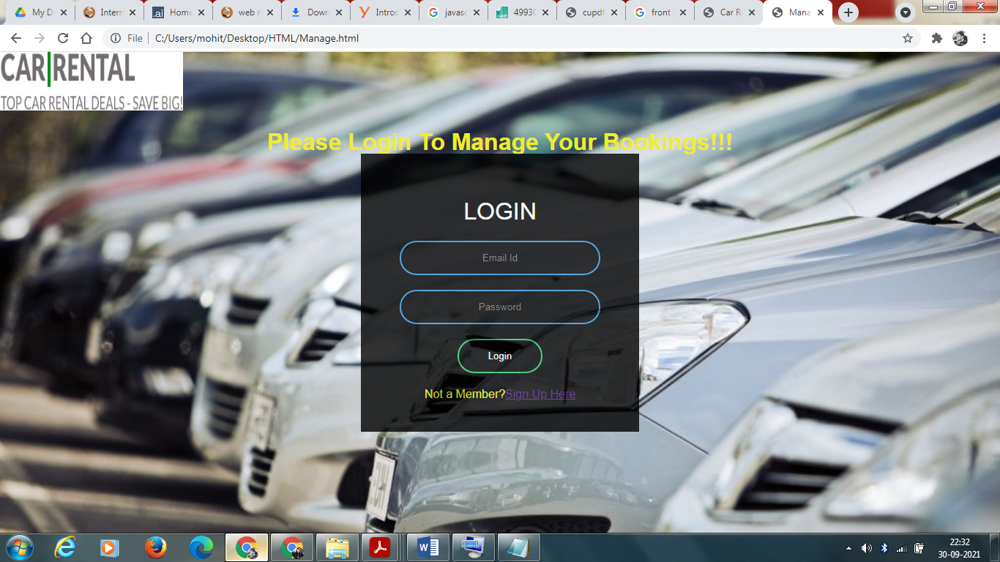 My D
Intern
Home
web r
Down
Introd
javasc
49930
cupdf
front
Car R
Mana
File
C:/Users/mohit/Desktop/HTML/Manage.html
CAR RENTAL
TOP CAR RENTAL DEALS - SAVE BIG!
Please Login To Manage Your Bookings!!!
LOGIN
Email Id
Password
Login
Not a Member?Sign Up Here
22:32
30-09-2021